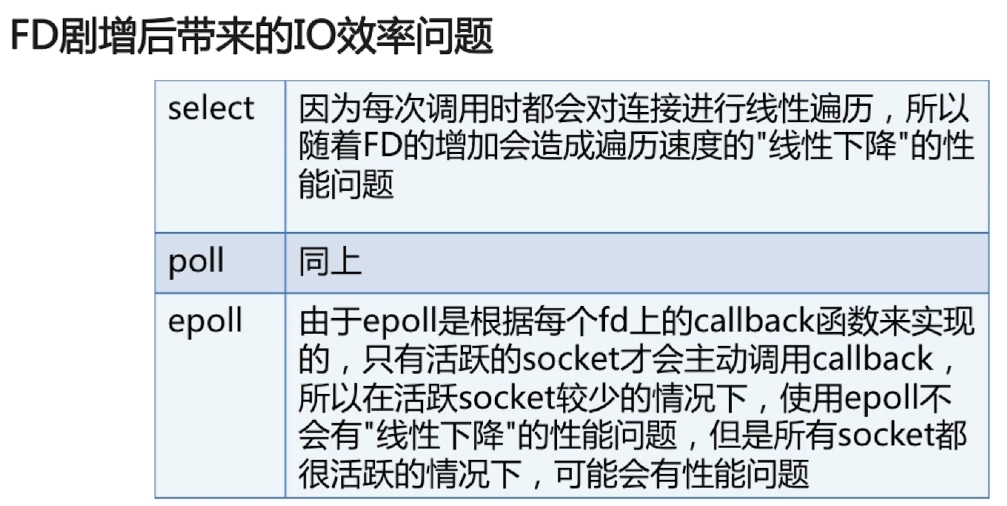 FD剧增后带来的IO效率问题
select
因为每次调用时都会对连接进行线性遍历，所以
随着FD的增加会造成遍历速度的"线性下降"的性
能问题
poll
同上
epoll
由于epoll是根据每个fd上的callback函数来实现
的，只有活跃的socket才会主动调用callback，
所以在活跃socket较少的情况下，使用epoll不
会有"线性下降"的性能问题，但是所有socket都
很活跃的情况下，可能会有性能问题